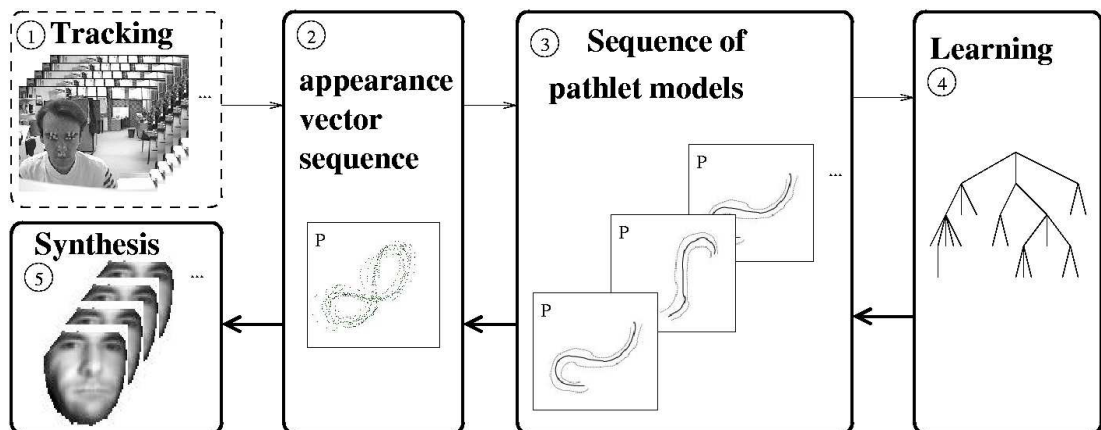 1 Tracking
...
2
appearance
vector
sequence
P
3 Sequence of
pathlet models
P
...
P
P
Learning
4
Synthesis
5
...